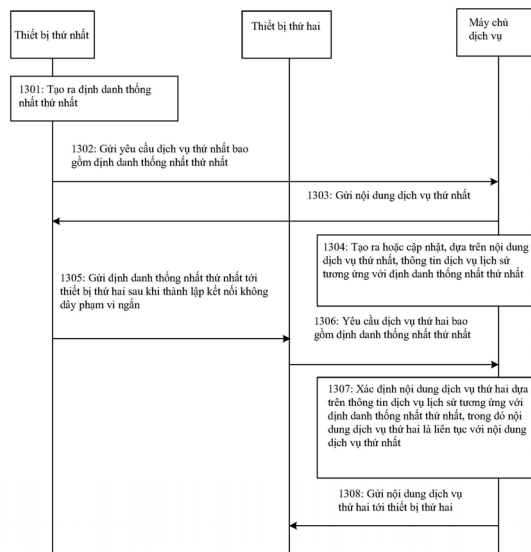 Thiết bị thứ nhất
Thiết bị thứ hai
Máy chủ
dịch vụ
1301: Tạo ra định danh thống
nhất thứ nhất
1302: Gửi yêu cầu dịch vụ thứ nhất bao
gồm định danh thống nhất thứ nhất
1303: Gửi nội dung dịch vụ thứ nhất
1304: Tạo ra hoặc cập nhật, dựa trên nội dung
dịch vụ thứ nhất, thông tin dịch vụ lịch sử
tương ứng với định danh thống nhất thứ nhất
1305: Gửi định danh thống nhất thứ nhất tới
thiết bị thứ hai sau khi thành lập kết nối không
dây phạm vi ngắn
1306: Yêu cầu dịch vụ thứ hai bao
gồm định danh thống nhất thứ nhất
1307: Xác định nội dung dịch vụ thứ hai dựa
trên thông tin dịch vụ lịch sử tương ứng với
định danh thống nhất thứ nhất, trong đó nội
dung dịch vụ thứ hai là liên tục với nội dung
dịch vụ thứ nhất
1308: Gửi nội dung dịch vụ
thứ hai tới thiết bị thứ hai